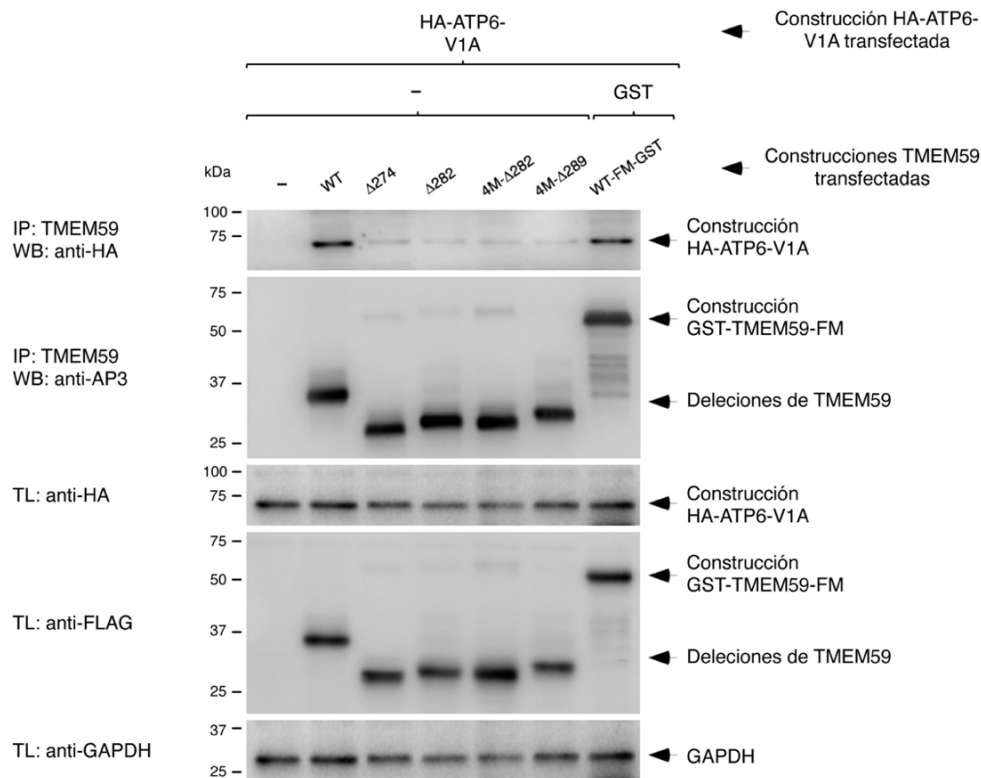 HA-ATP6-
V1A
Construcción HA-ATP6-
V1A transfectada
–
GST
Construcciones TMEM59
transfectadas
kDa
–
WT
Δ274
Δ282
4M-Δ282
4M-Δ289
WT-FM-GST
IP: TMEM59
WB: anti-HA
100
75
Construcción
HA-ATP6-V1A
IP: TMEM59
WB: anti-AP3
75
50
37
25
Construcción
GST-TMEM59-FM
Deleciones de TMEM59
TL: anti-HA
100
75
Construcción
HA-ATP6-V1A
TL: anti-FLAG
75
50
37
25
Construcción
GST-TMEM59-FM
Deleciones de TMEM59
TL: anti-GAPDH
37
25
GAPDH